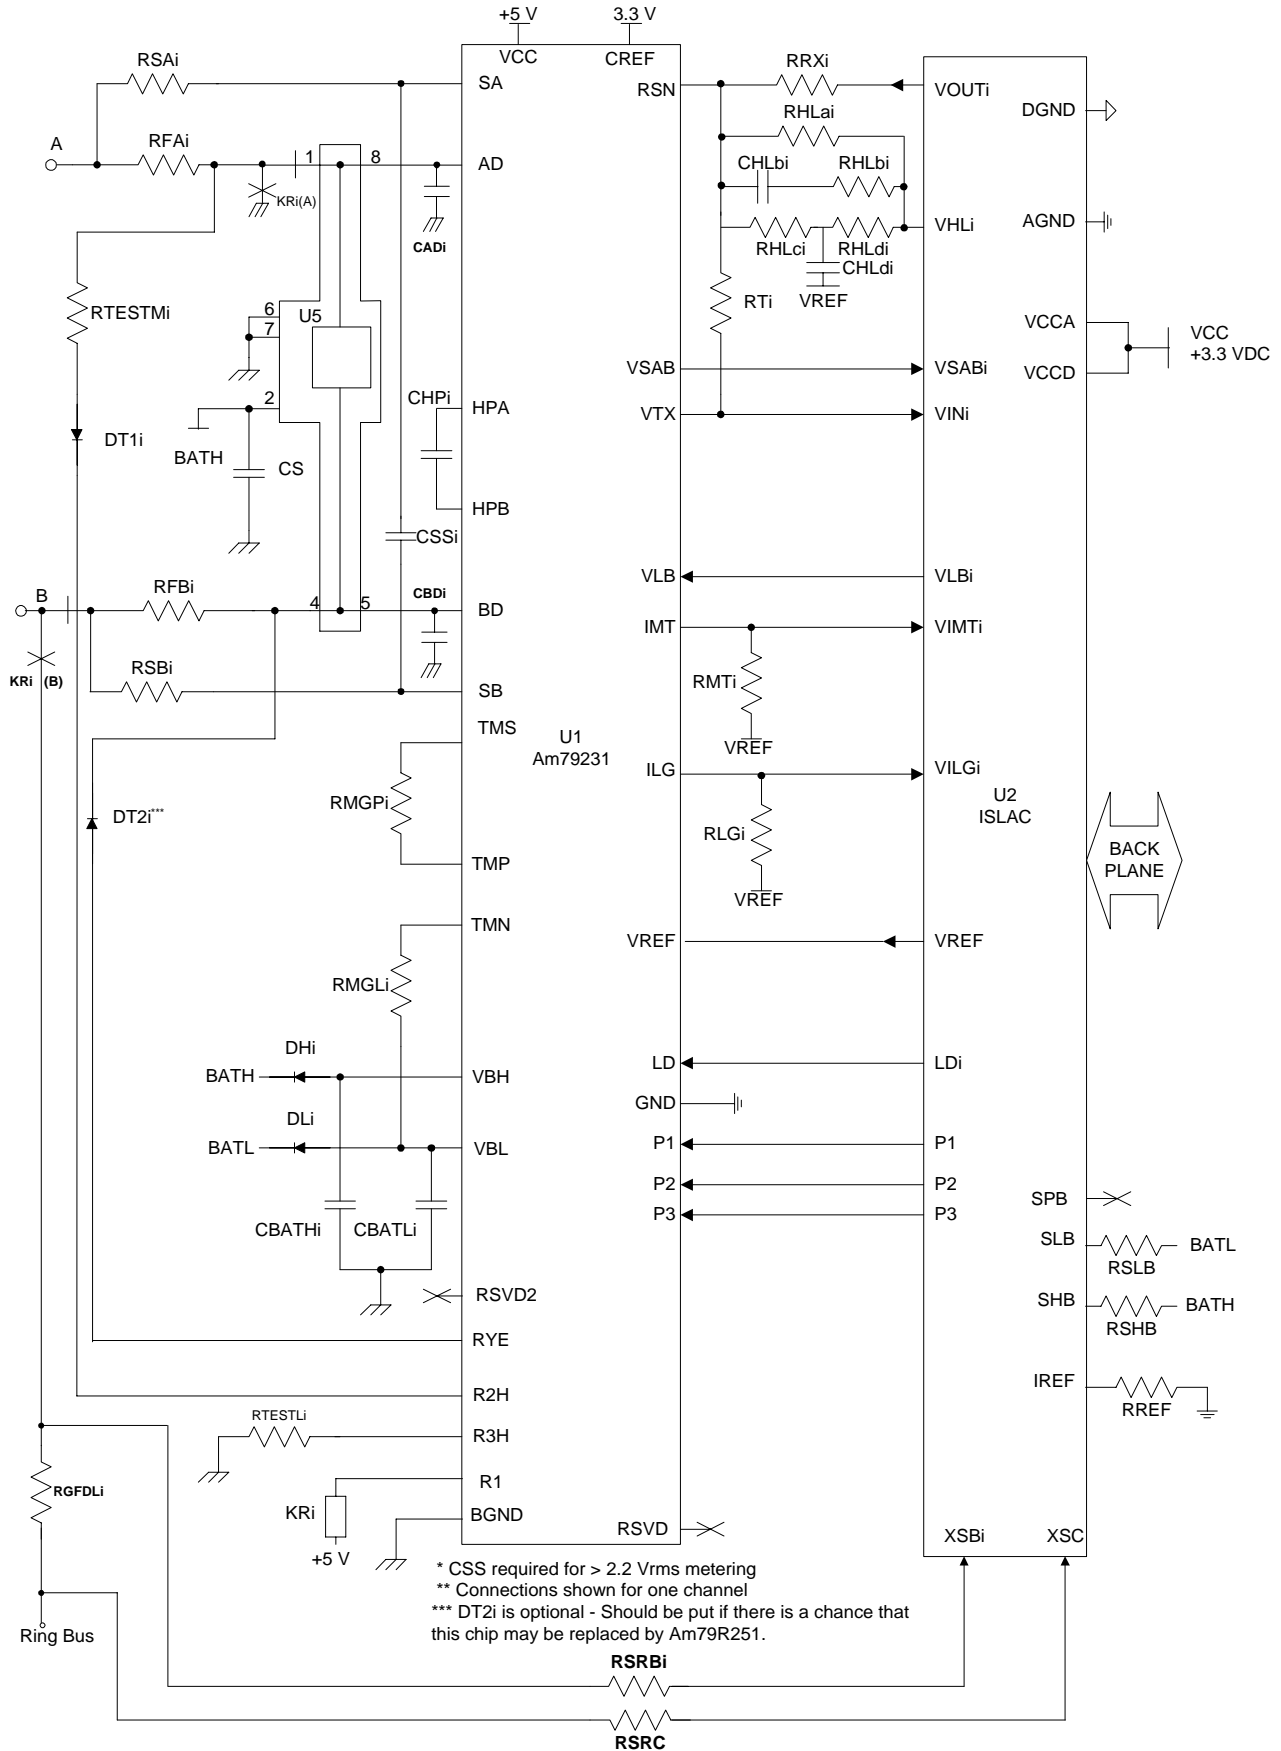 +5 V
3.3 V
VCC
CREF
RSAi
SA
RSN
RRXi
VOUTi
DGND
RHLai
A
RFAi
1
8
AD
KRi(A)
CHLbi
RHLbi
CADi
RHLci
RHLdi
VHLi
AGND
CHLdi
VREF
RTi
RTESTMi
6
7
U5
VCCA
VCC
+3.3 VDC
VCCD
VSAB
VSABi
2
CHPi
HPA
VTX
VINi
DT1i
BATH
CS
HPB
CSSi
VLB
VLBi
B
RFBi
4
5
CBDi
BD
IMT
VIMTi
KRi (B)
RSBi
SB
RMTi
TMS
U1
Am79231
VREF
ILG
VILGi
RMGPi
DT2i***
U2
ISLAC
RLGi
BACK
PLANE
TMP
VREF
TMN
VREF
VREF
RMGLi
DHi
BATH
VBH
LD
LDi
GND
DLi
BATL
VBL
P1
P1
P2
P2
P3
P3
SPB
CBATHi
CBATLi
SLB
BATL
RSLB
RSVD2
SHB
BATH
RSHB
RYE
R2H
IREF
RREF
RTESTLi
R3H
RGFDLi
R1
KRi
BGND
+5 V
RSVD
XSBi
XSC
* CSS required for > 2.2 Vrms metering
** Connections shown for one channel
*** DT2i is optional - Should be put if there is a chance that
this chip may be replaced by Am79R251.
Ring Bus
RSRBi
RSRC